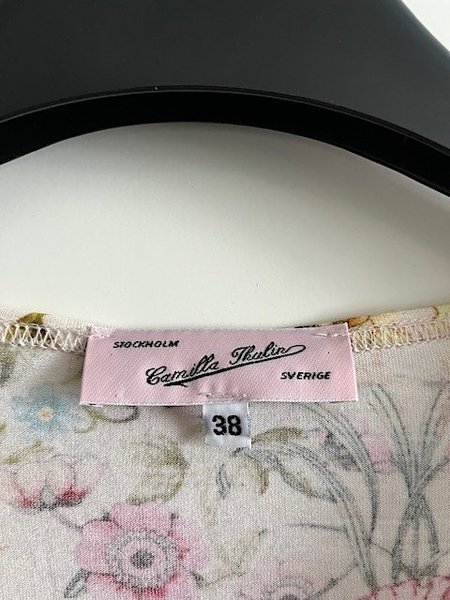 STOCKHOLM
Camilla Thulin
SVERIGE
38